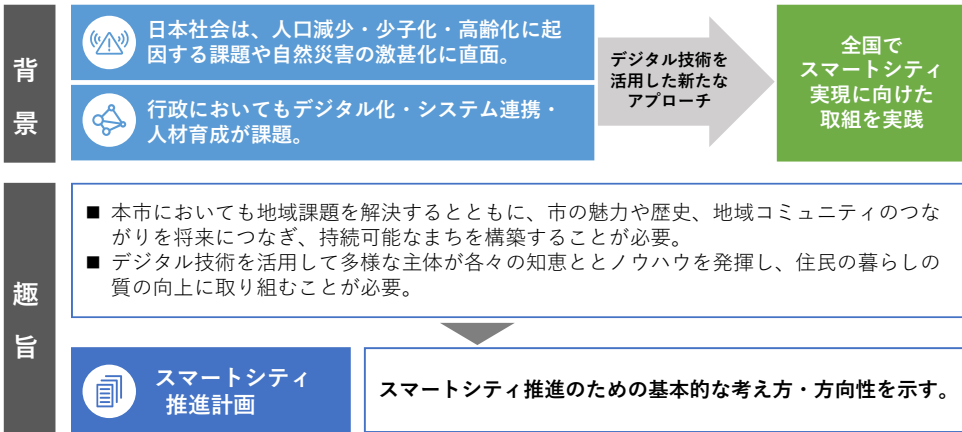 背景
日本社会は、人口減少・少子化・高齢化に起
因する課題や自然災害の激甚化に直面。
行政においてもデジタル化・システム連携・
人材育成が課題。
デジタル技術を
活用した新たな
アプローチ
全国で
スマートシティ
実現に向けた
取組を実践
趣旨
■ 本市においても地域課題を解決するとともに、市の魅力や歴史、地域コミュニティのつな
がりを将来につなぎ、持続可能なまちを構築することが必要。
■ デジタル技術を活用して多様な主体が各々の知恵ととノウハウを発揮し、住民の暮らしの
質の向上に取り組むことが必要。
スマートシティ
推進計画
スマートシティ推進のための基本的な考え方・方向性を示す。